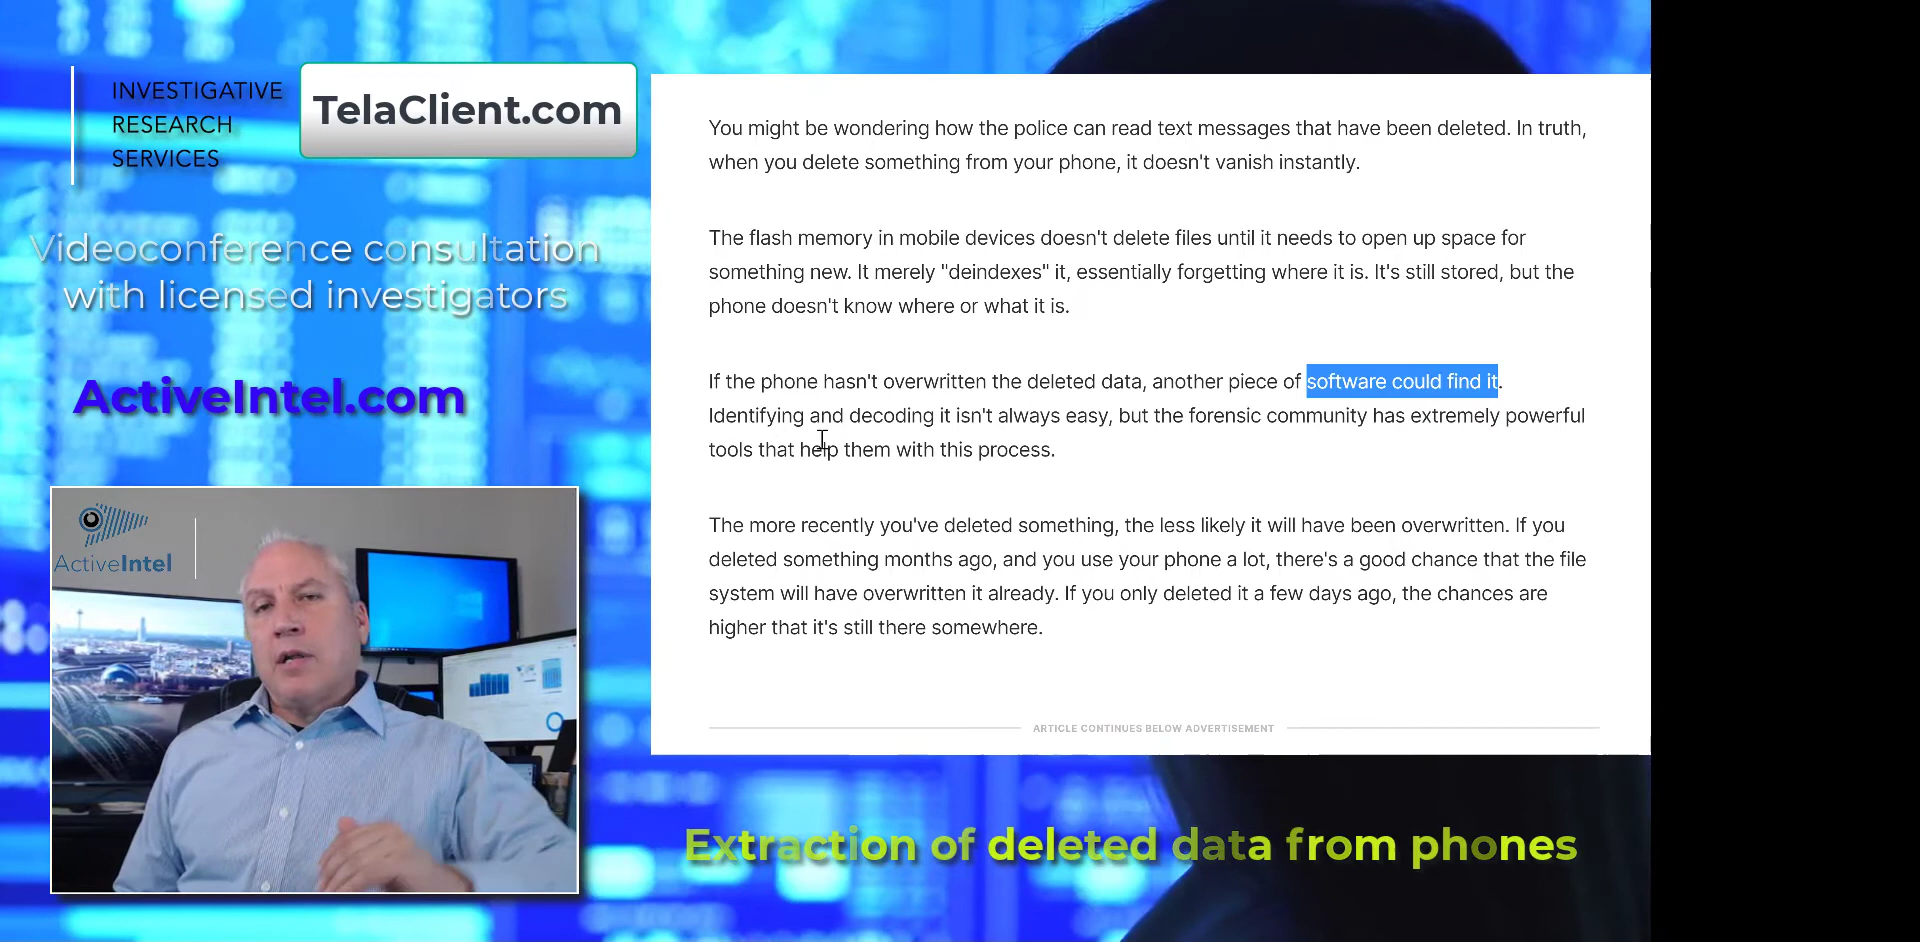 INVESTIGATIVE
RESEARCH
SERVICES
TelaClient.com
Videoconference consultation
with licensed investigators
ActiveIntel.com
ActiveIntel
You might be wondering how the police can read text messages that have been deleted. In truth,
when you delete something from your phone, it doesn't vanish instantly.
The flash memory in mobile devices doesn't delete files until it needs to open up space for
something new. It merely "deindexes" it, essentially forgetting where it is. It's still stored, but the
phone doesn't know where or what it is.
If the phone hasn't overwritten the deleted data, another piece of software could find it.
Identifying and decoding it isn't always easy, but the forensic community has extremely powerful
tools that help them with this process.
The more recently you've deleted something, the less likely it will have been overwritten. If you
deleted something months ago, and you use your phone a lot, there's a good chance that the file
system will have overwritten it already. If you only deleted it a few days ago, the chances are
higher that it's still there somewhere.
ARTICLE CONTINUES BELOW ADVERTISEMENT
Extraction of deleted data from phones